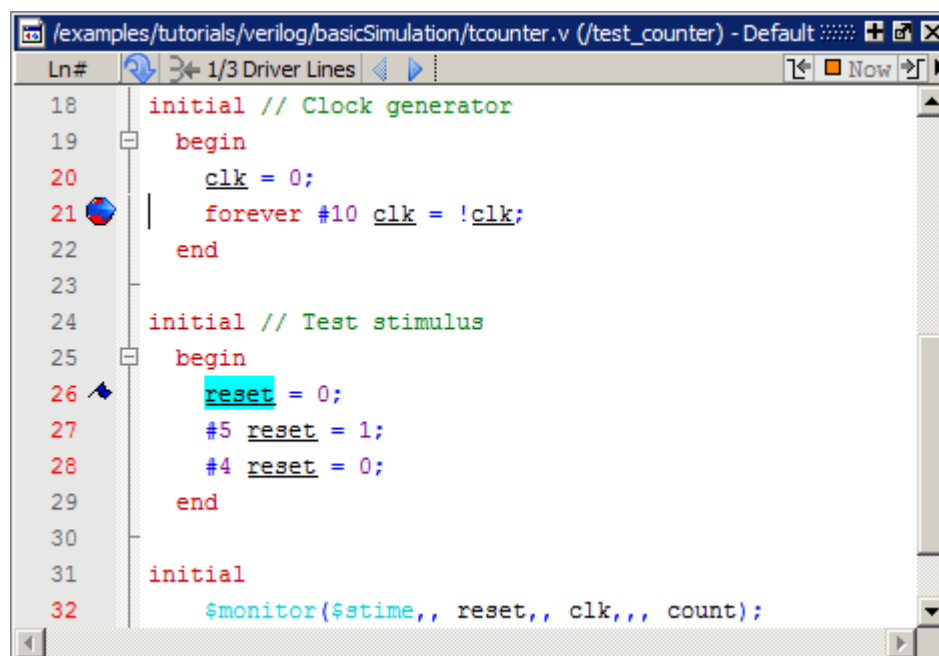 /examples/tutorials/verilog/basicSimulation/tcounter.v (/test_counter) - Default
Ln# 1/3 Driver Lines Now
18 initial // Clock generator
19 begin
20 clk = 0;
21 forever #10 clk = !clk;
22 end
23
24 initial // Test stimulus
25 begin
26 reset = 0;
27 #5 reset = 1;
28 #4 reset = 0;
29 end
30
31 initial
32 $monitor($stime,, reset,, clk,,, count);